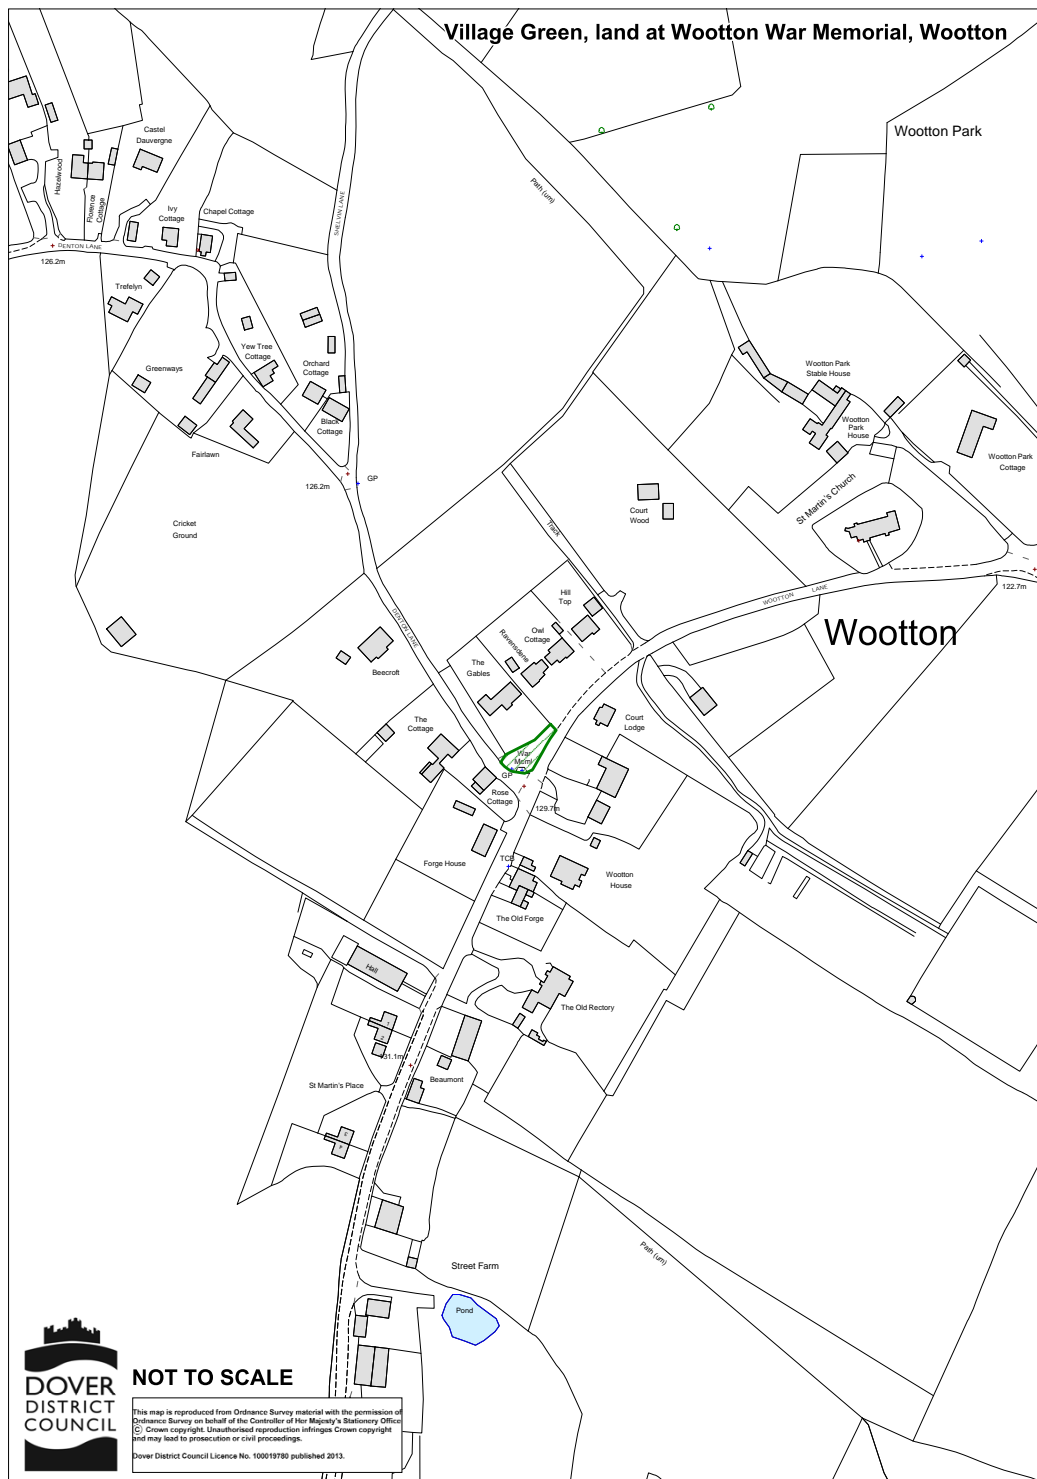 Village Green, land at Wootton War Memorial, Wootton
Wootton Park
Castel
Dauvergne
Hazelwood
Florence
Cottage
Ivy
Cottage
Chapel Cottage
SHELVIN LANE
Path (um)
DENTON LANE
126.2m
Trefelyn
Yew Tree
Cottage
Orchard
Cottage
Greenways
Black
Cottage
Fairlawn
Wootton Park
Stable House
Wootton
Park
House
Wootton Park
Cottage
126.2m
GP
St Martin's Church
Court
Wood
Cricket
Ground
Track
122.7m
WOOTTON LANE
Hill
Top
DENTON LANE
Wootton
Owl
Cottage
Ravensdene
The
Gables
Beecroft
Court
Lodge
The
Cottage
War
Meml
GP
Rose
Cottage
129.7m
Forge House
TCB
Wootton
House
The Old Forge
Hall
The Old Rectory
1
2
131.1m
St Martin's Place
Beaumont
Path (um)
Street Farm
Pond
DOVER
DISTRICT
COUNCIL
NOT TO SCALE
This map is reproduced from Ordnance Survey material with the permission of
Ordnance Survey on behalf of the Controller of Her Majesty's Stationery Office
© Crown copyright. Unauthorised reproduction infringes Crown copyright
and may lead to prosecution or civil proceedings.
Dover District Council Licence No. 100019780 published 2013.